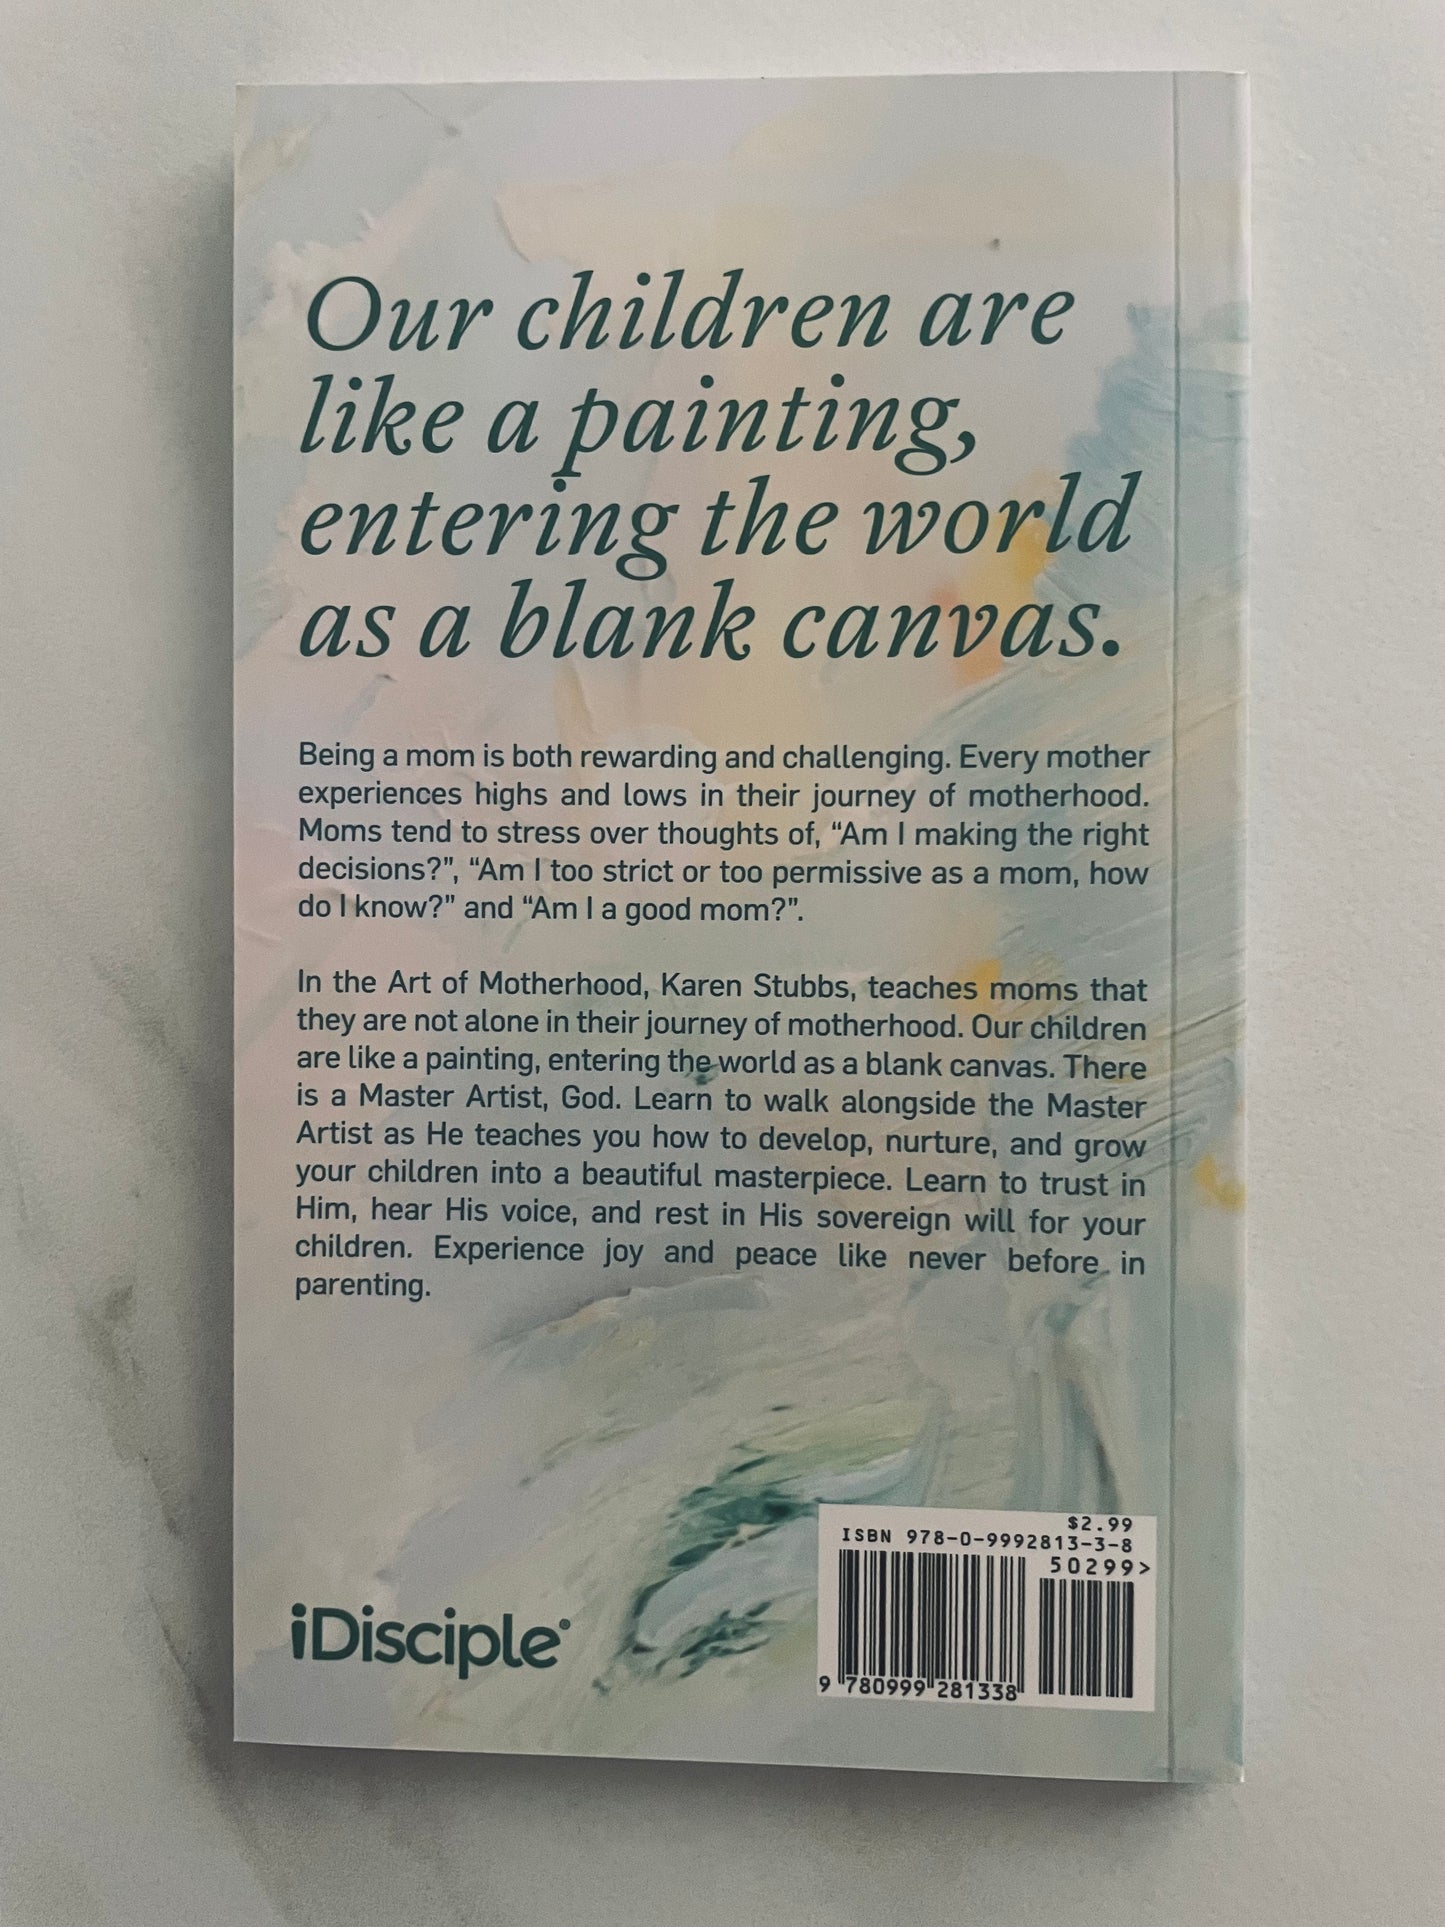 Our children are
like a painting,
entering the world
as a blank canvas.
Being a mom is both rewarding and challenging. Every mother
experiences highs and lows in their journey of motherhood.
Moms tend to stress over thoughts of, “Am I making the right
decisions?”, “Am I too strict or too permissive as a mom, how
do I know?” and “Am I a good mom?”.
In the Art of Motherhood, Karen Stubbs, teaches moms that
they are not alone in their journey of motherhood. Our children
are like a painting, entering the world as a blank canvas. There
is a Master Artist, God. Learn to walk alongside the Master
Artist as He teaches you how to develop, nurture, and grow
your children into a beautiful masterpiece. Learn to trust in
Him, hear His voice, and rest in His sovereign will for your
children. Experience joy and peace like never before in
parenting.
iDisciple®
$2.99
ISBN 978-0-9992813-3-8
50299>
9 780999 281338